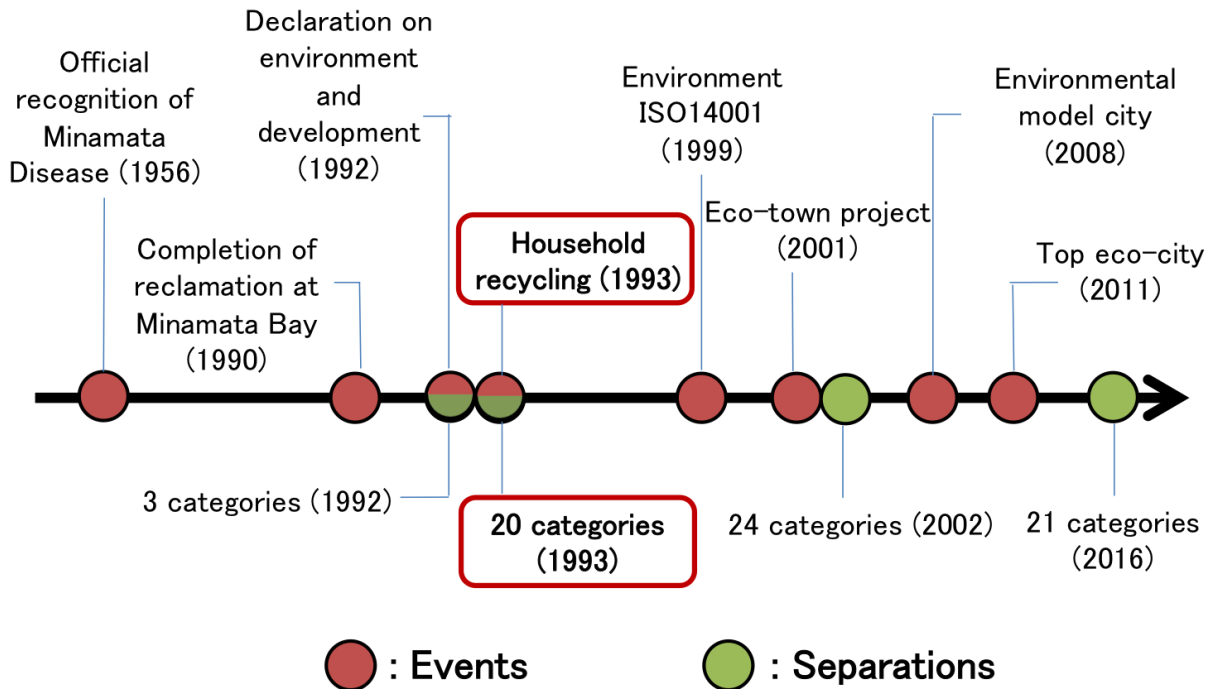 Official
recognition of
Minamata
Disease (1956)
Completion of
reclamation at
Minamata Bay
(1990)
Declaration on
environment
and
development
(1992)
Household
recycling (1993)
Environment
ISO14001
(1999)
Eco-town project
(2001)
Environmental
model city
(2008)
Top eco-city
(2011)
3 categories (1992)
20 categories
(1993)
24 categories (2002)
21 categories
(2016)
: Events
: Separations